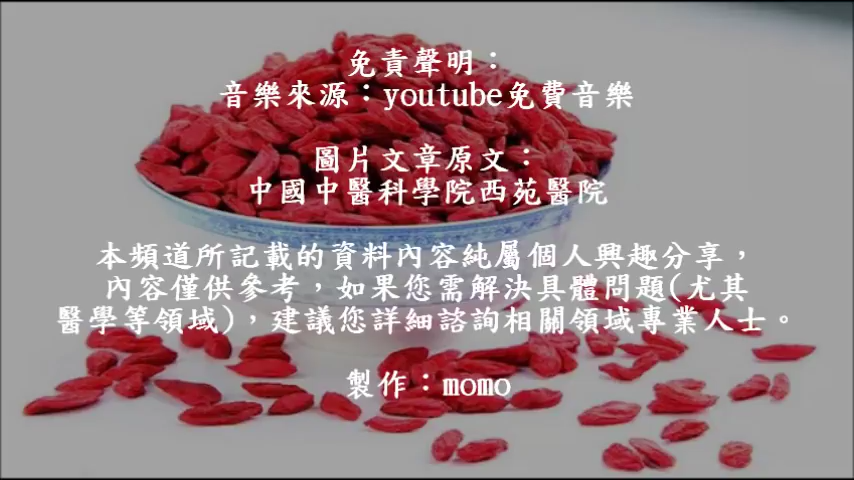 免責聲明：
音樂來源：youtube免費音樂
圖片文章原文：
中國中醫科學院西苑醫院
本頻道所記載的資料內容純屬個人興趣分享，
內容僅供參考，如果您需解決具體問題(尤其
醫學等領域)，建議您詳細諮詢相關領域專業人士。
製作：momo